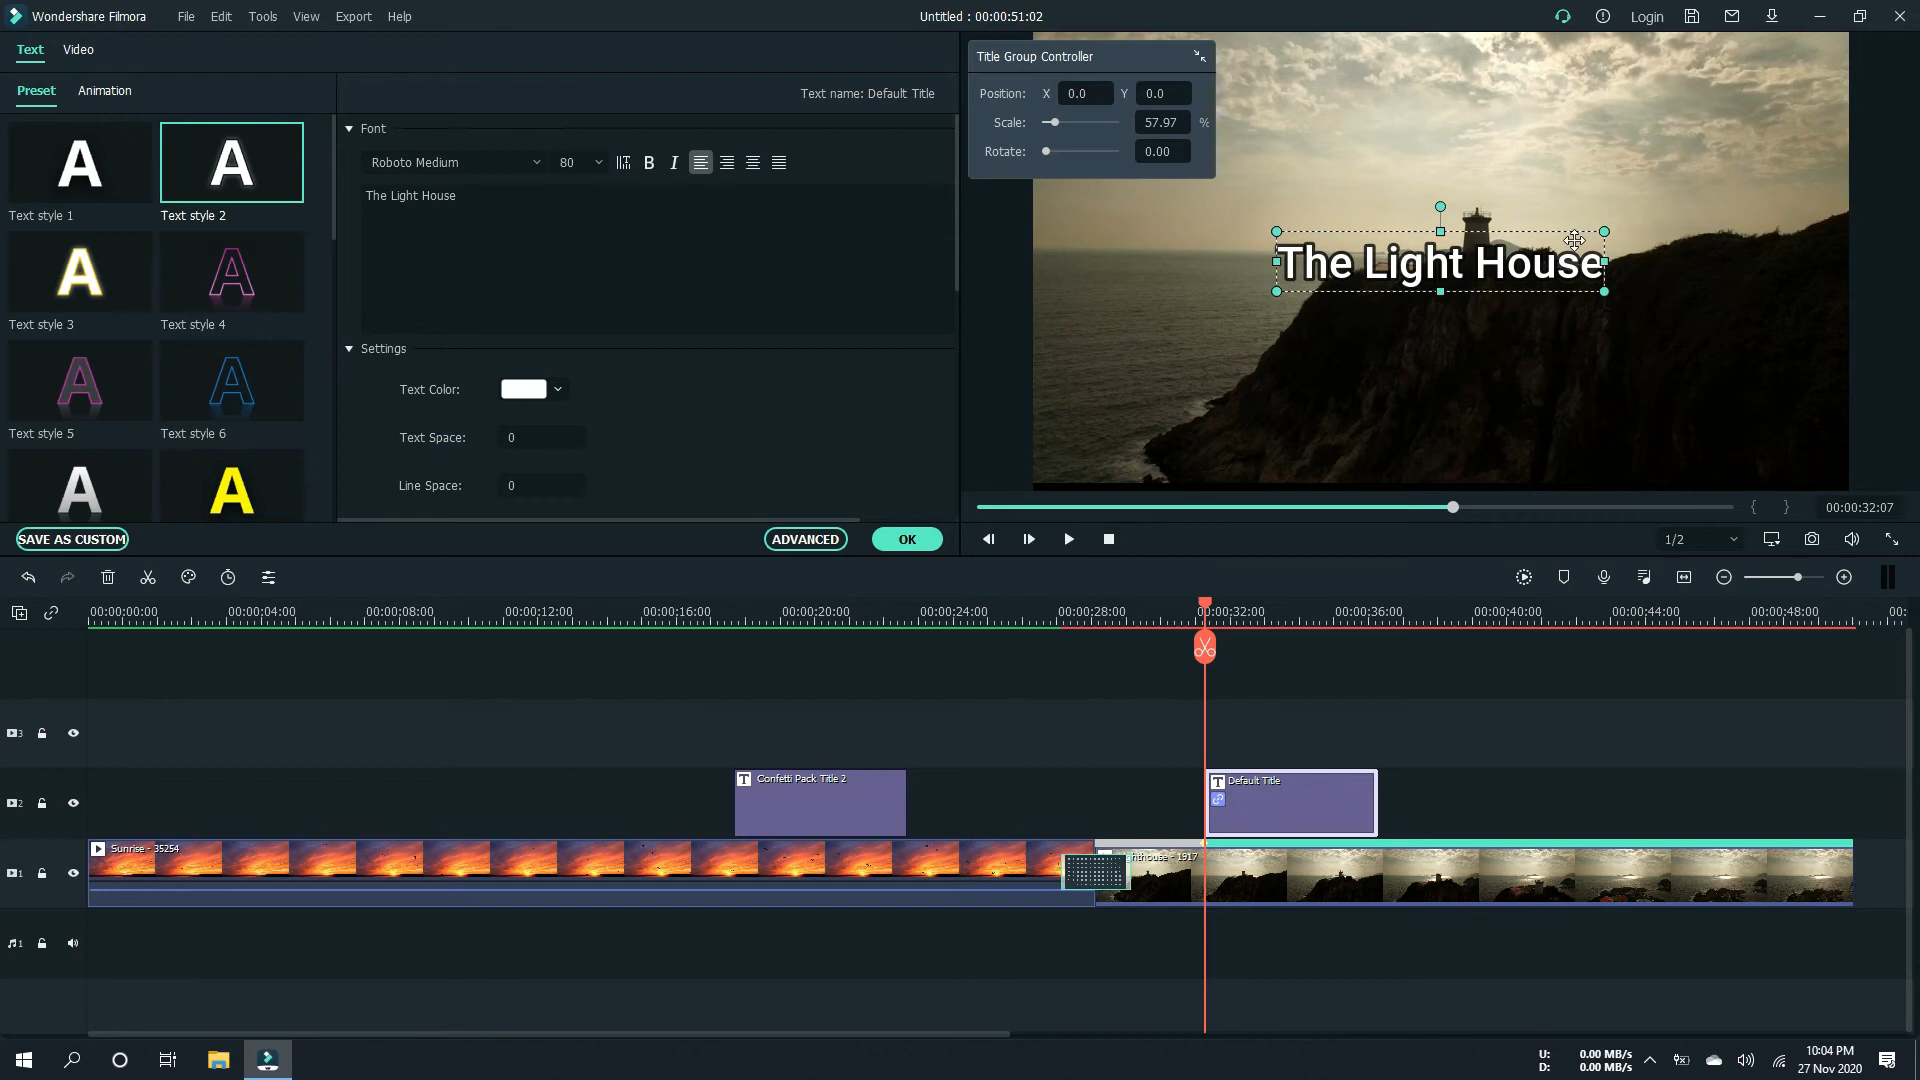 Wondershare Filmora
File
Edit
Tools
View
Export
Help
Untitled : 00:00:51:02
Login
Text
Video
Preset
Animation
Text name: Default Title
Text style 1
Text style 2
Text style 3
Text style 4
Text style 5
Text style 6
Font
Roboto Medium
80
B
I
The Light House
Settings
Text Color:
Text Space:
0
Line Space:
0
SAVE AS CUSTOM
ADVANCED
OK
Title Group Controller
Position:
X
0.0
Y
0.0
Scale:
57.97
%
Rotate:
0.00
The Light House
{ }
00:00:32:07
1/2
00:00:00:00
00:00:04:00
00:00:08:00
00:00:12:00
00:00:16:00
00:00:20:00
00:00:24:00
00:00:28:00
00:00:32:00
00:00:36:00
00:00:40:00
00:00:44:00
00:00:48:00
00:0
3
2
T Confetti Pack Title 2
T Default Title
1
Sunrise - 35254
ghthouse - 1917
1
U: 0.00 MB/s
D: 0.00 MB/s
10:04 PM
27 Nov 2020